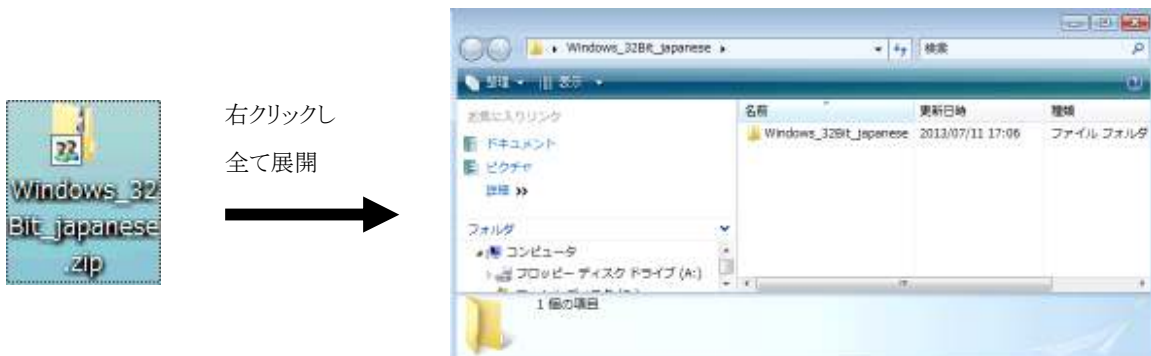 Windows_32
Bit_japanese
.zip
右クリックし
全て展開
Windows_32Bit_japanese
検索
整理
表示
お気に入りリンク
ドキュメント
ピクチャ
詳細 »
フォルダ
コンピュータ
フロッピー ディスク ドライブ (A:)
名前 更新日時 種類
Windows_32Bit_japanese 2013/07/11 17:06 ファイル フォルダ
1 個の項目